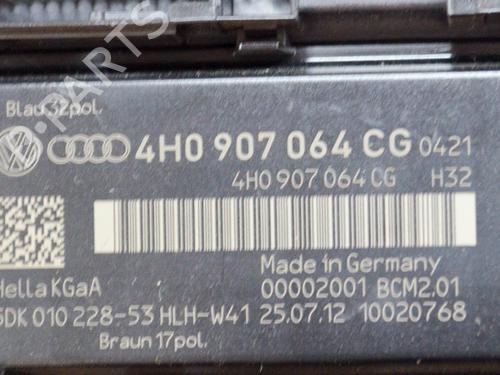 Blau 32pol.
4H0 907 064 CG 0421
4H0 907 064 CG H32
Made in Germany
Hella KGaA 00002001 BCM2.01
5DK 010 228-53 HLH-W41 25.07.12 10020768
Braun 17pol.